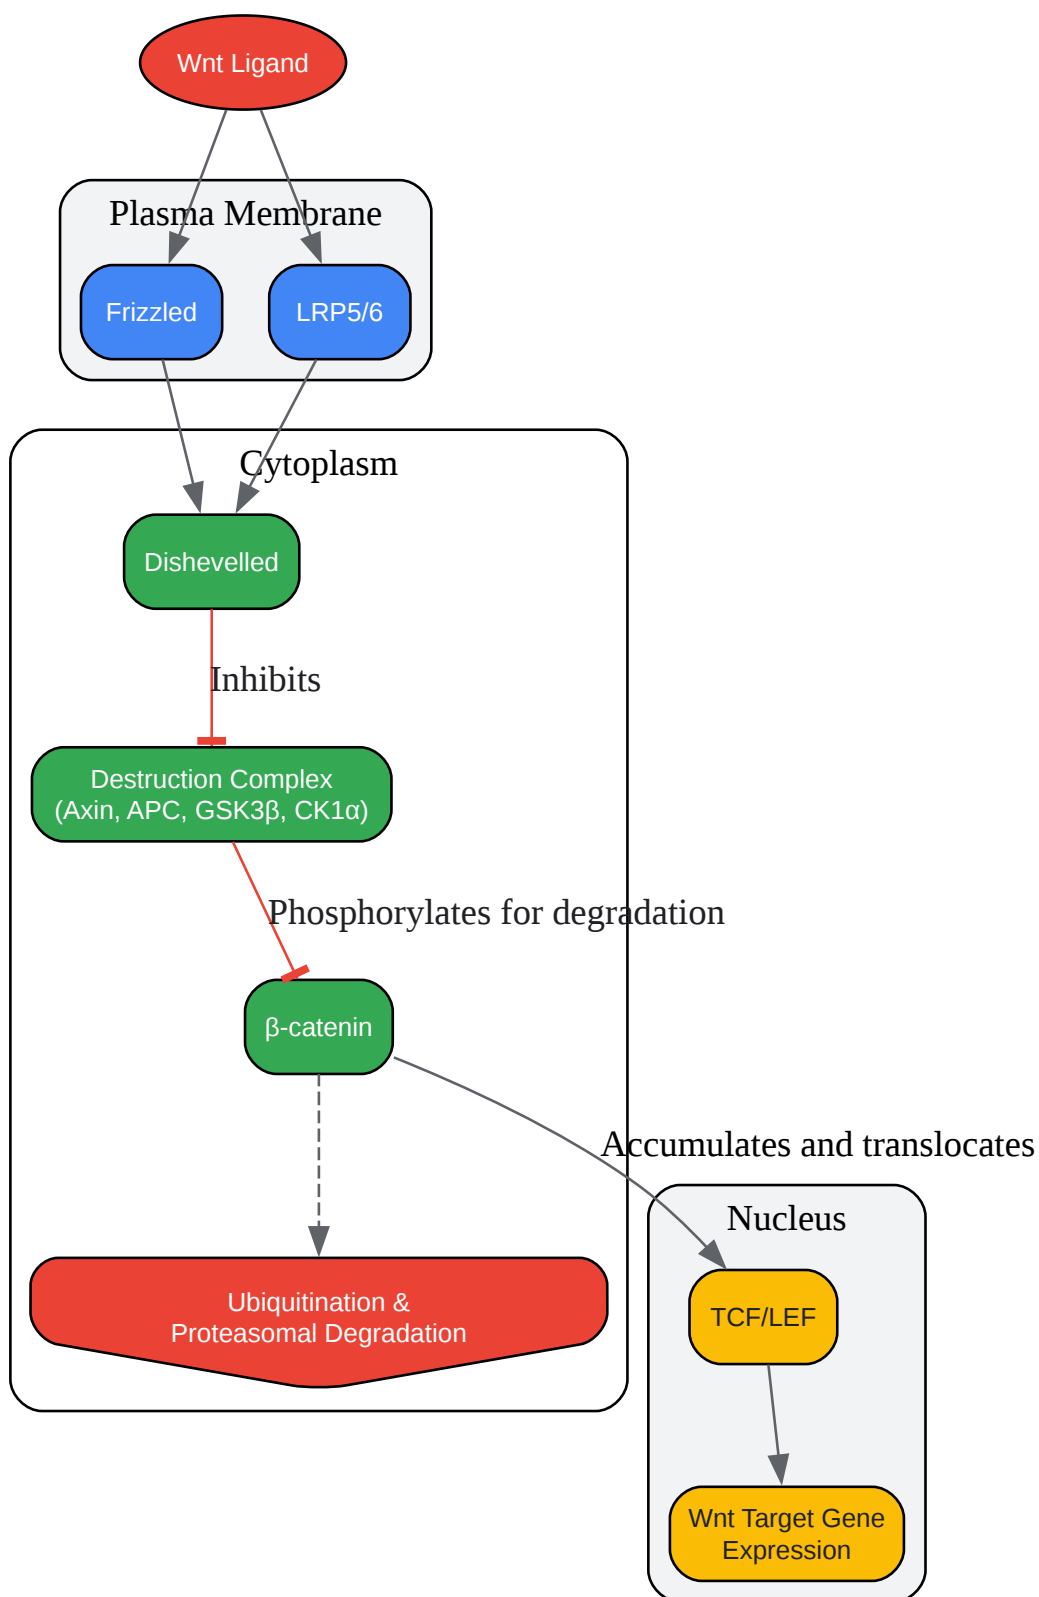 Wnt Ligand
Plasma Membrane
Frizzled
LRP5/6
Cytoplasm
Dishevelled
Inhibits
Destruction Complex
(Axin, APC, GSK3β, CK1α)
Phosphorylates for degradation
β-catenin
Accumulates and translocates
Nucleus
Ubiquitination &
Proteasomal Degradation
TCF/LEF
Wnt Target Gene
Expression